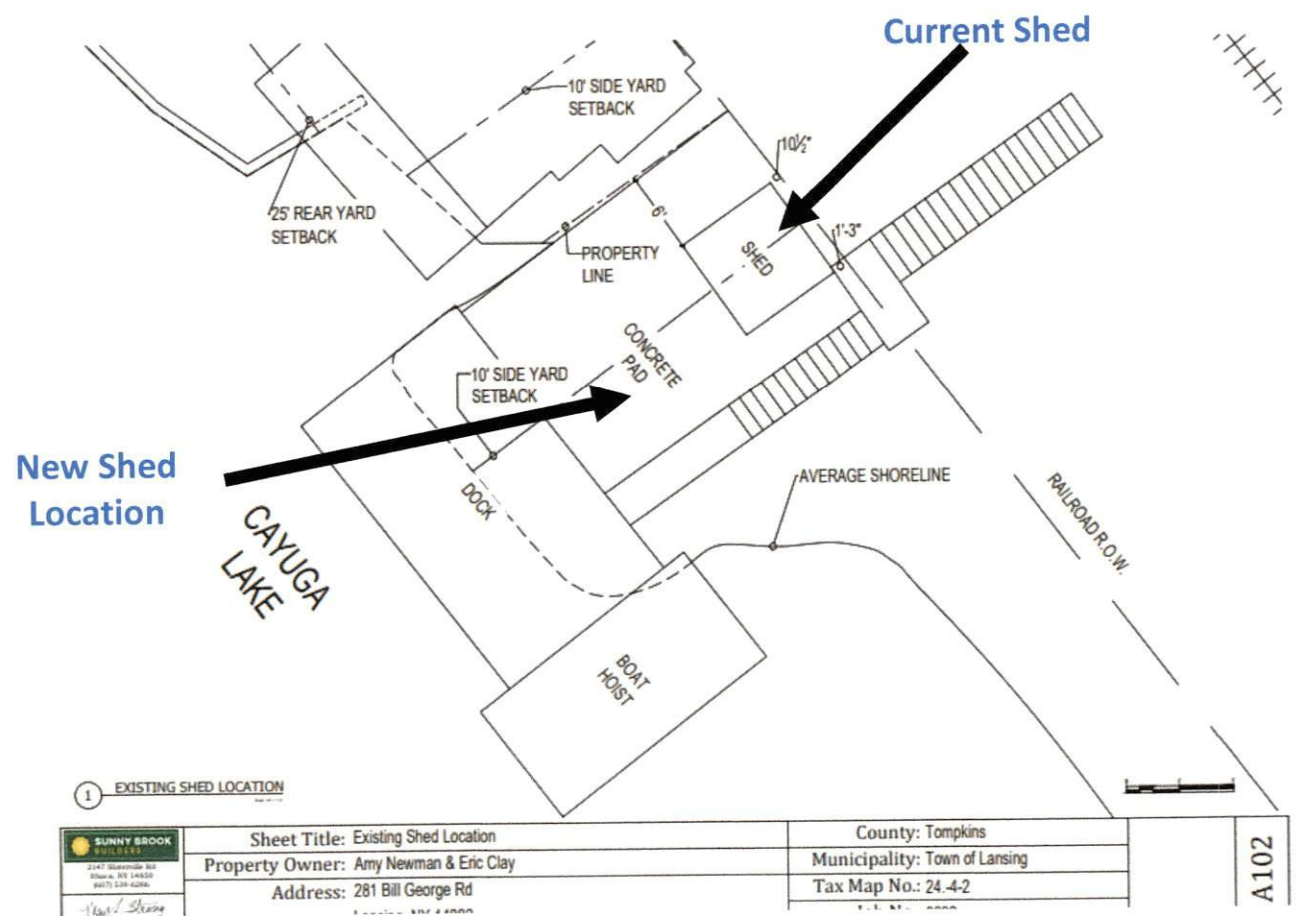 Current Shed
10' SIDE YARD
SETBACK
10½"
25' REAR YARD
SETBACK
6'
1'-3"
PROPERTY
LINE
SHED
CONCRETE
PAD
10' SIDE YARD
SETBACK
New Shed
Location
DOCK
AVERAGE SHORELINE
RAILROAD R.O.W.
CAYUGA
LAKE
BOAT
HOIST
1 EXISTING SHED LOCATION
SUNNY BROOK
BUILDERS
Sheet Title: Existing Shed Location
County: Tompkins
Property Owner: Amy Newman & Eric Clay
Municipality: Town of Lansing
Address: 281 Bill George Rd
Tax Map No.: 24.-4-2
A102